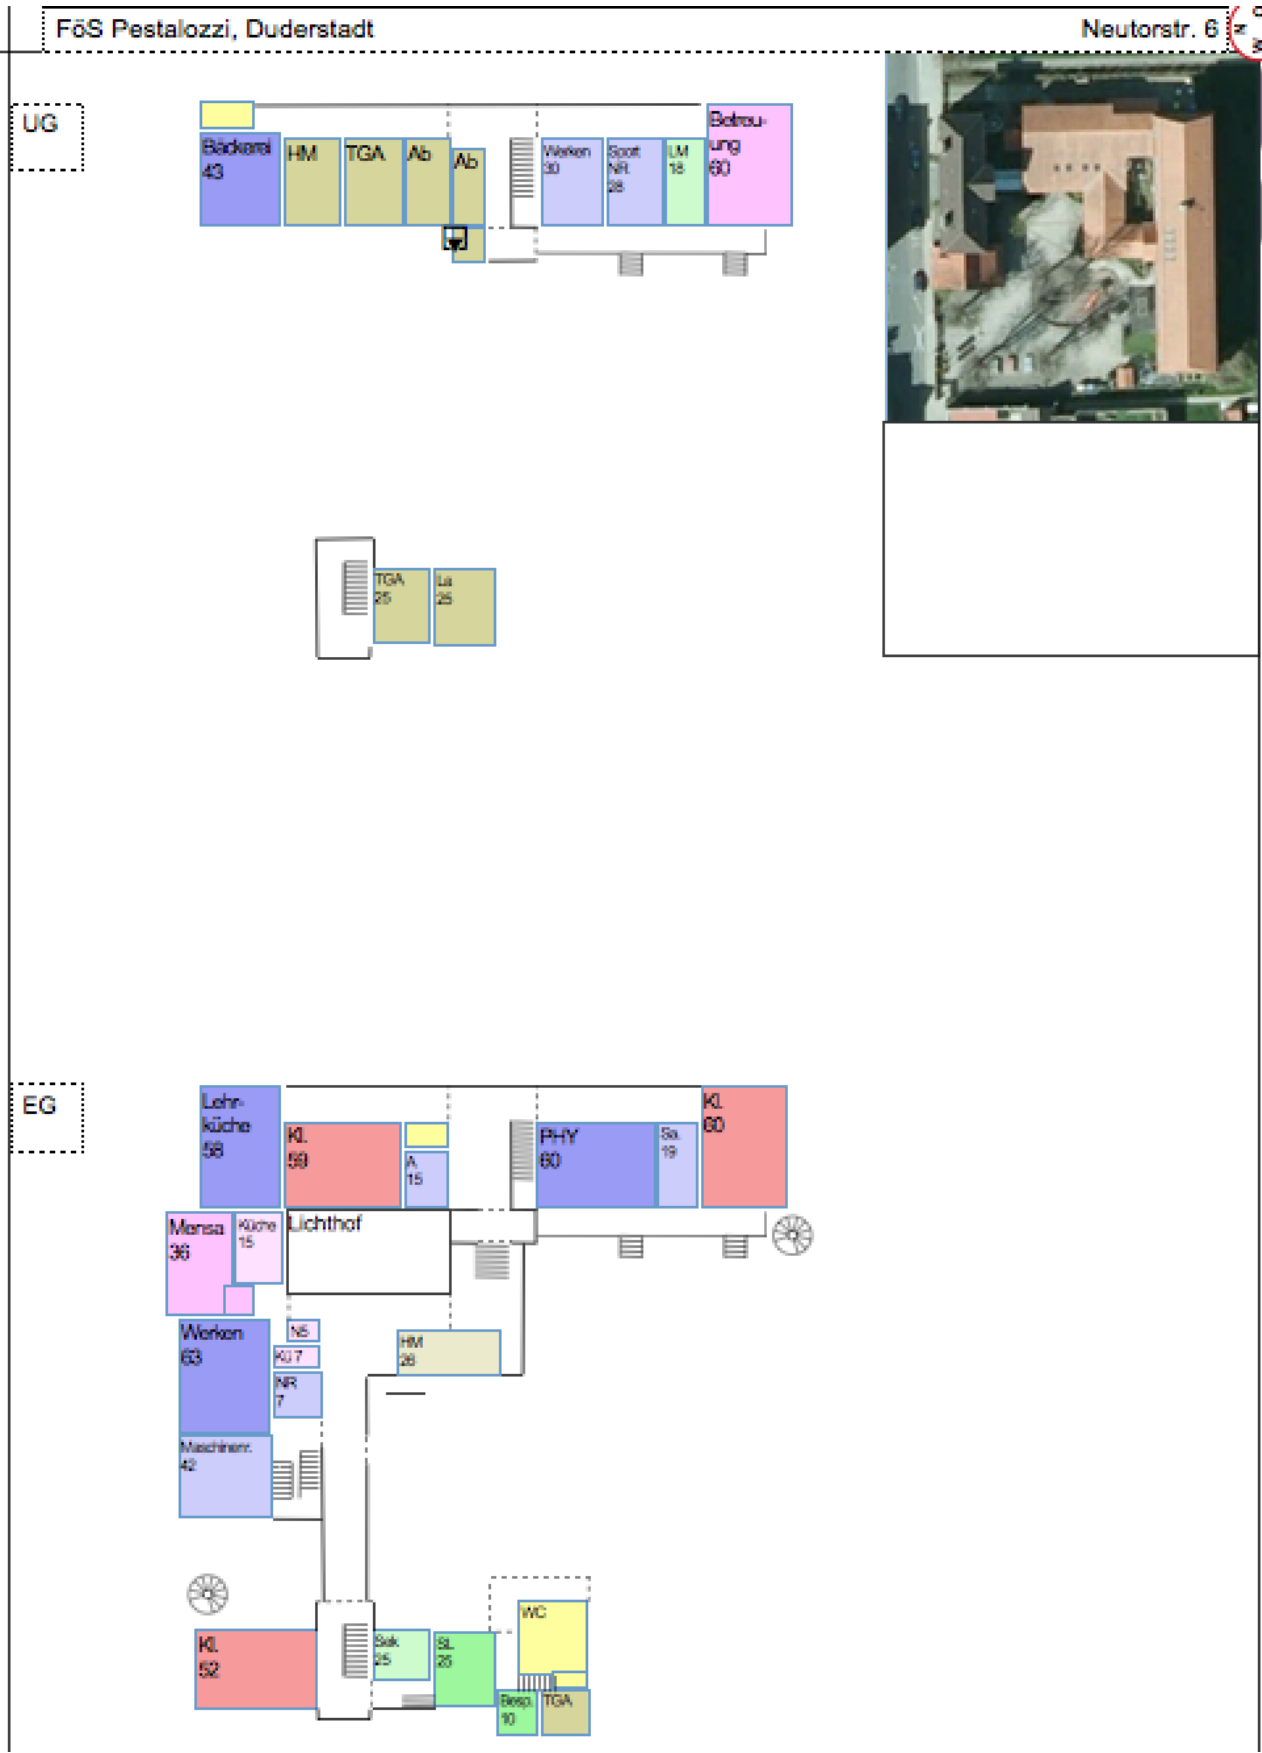 FöS Pestalozzi, Duderstadt
Neutorstr. 6
UG
Bäckerei
43
HM
TGA
Ab
Ab
Werken
30
Sport
NR
28
LM
18
Betreu-
ung
60
TGA
25
La
25
EG
Lehr-
küche
58
Kl.
59
A
15
PHY
60
Sa.
19
Kl.
60
Mensa
36
Küche
15
Lichthof
Werken
63
N5
Kü 7
NR
7
HM
26
Maschinenr.
42
Kl.
52
Sek
25
SL
25
WC
Besp.
10
TGA